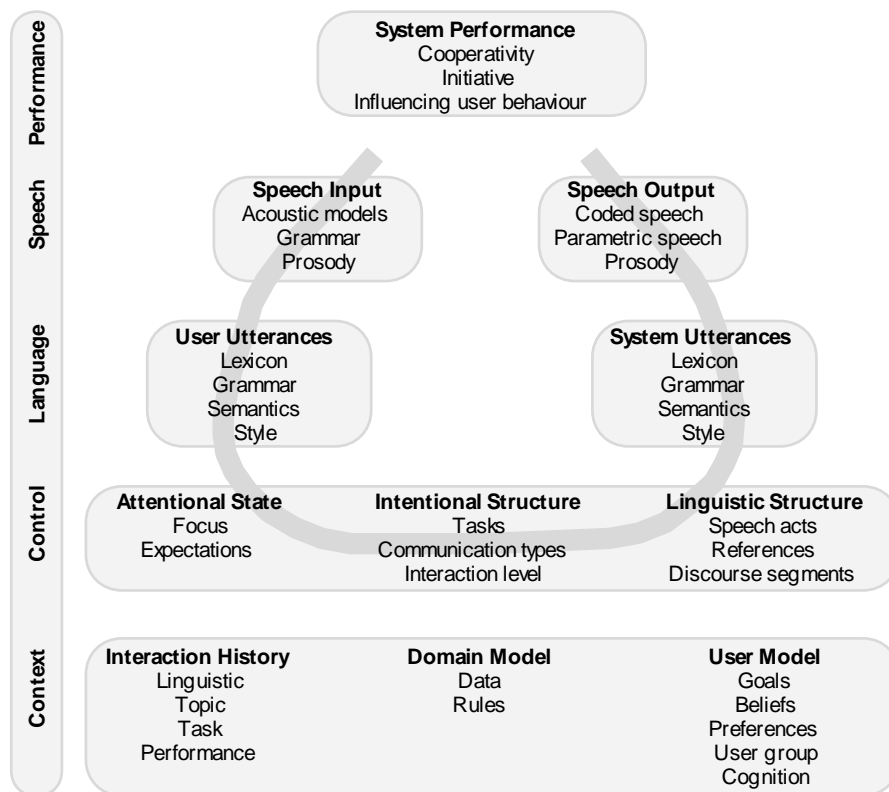 Performance
System Performance
Cooperativity
Initiative
Influencing user behaviour
Speech
Speech Input
Acoustic models
Grammar
Prosody
Speech Output
Coded speech
Parametric speech
Prosody
Language
User Utterances
Lexicon
Grammar
Semantics
Style
System Utterances
Lexicon
Grammar
Semantics
Style
Control
Attentional State
Focus
Expectations
Intentional Structure
Tasks
Communication types
Interaction level
Linguistic Structure
Speech acts
References
Discourse segments
Context
Interaction History
Linguistic
Topic
Task
Performance
Domain Model
Data
Rules
User Model
Goals
Beliefs
Preferences
User group
Cognition